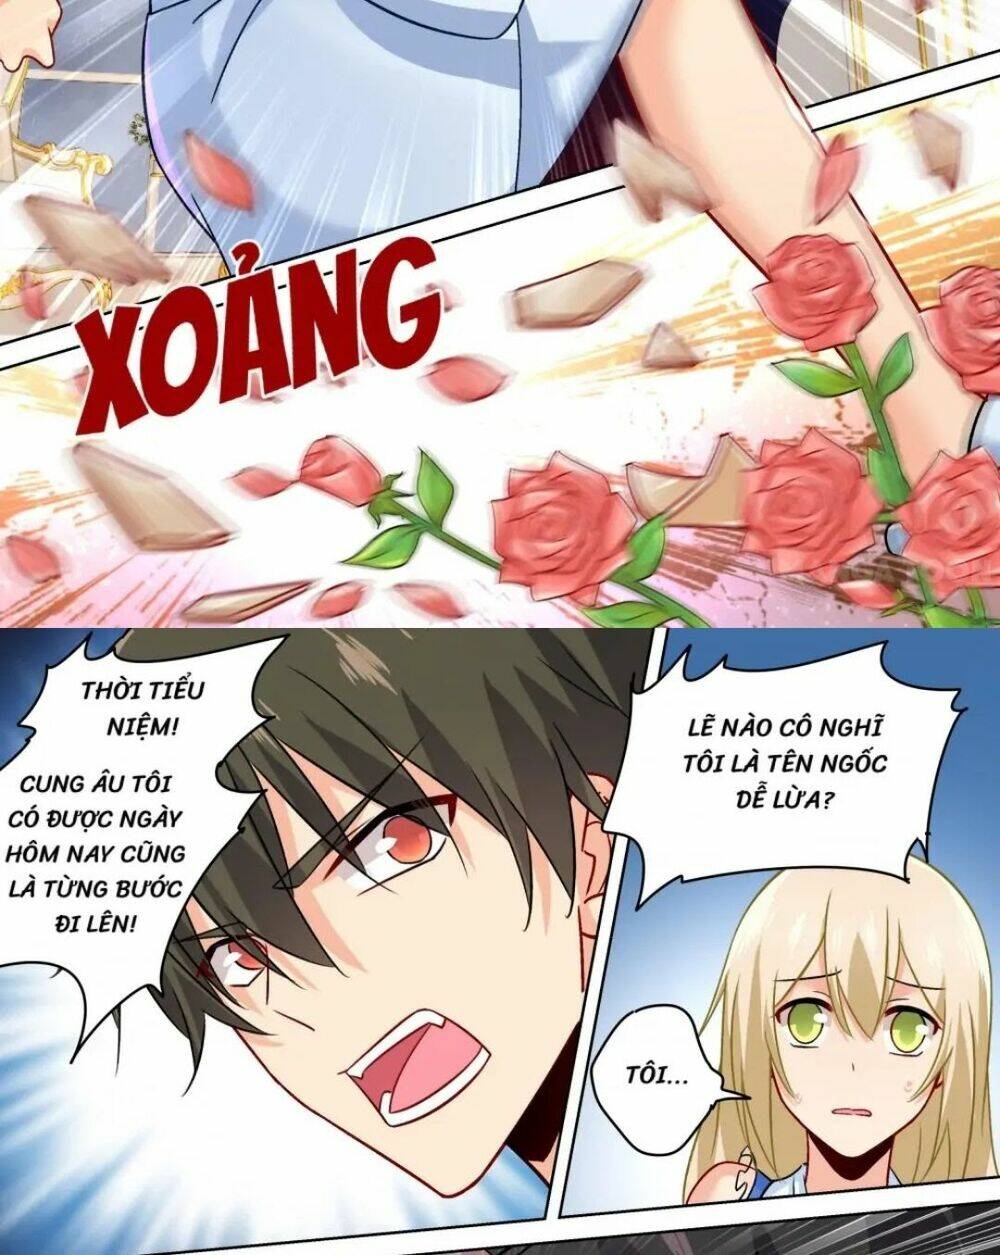 XOẢNG
THỜI TIỂU
NIỆM!
CUNG ÂU TÔI
CÓ ĐƯỢC NGÀY
HÔM NAY CŨNG
LÀ TỪNG BƯỚC
ĐI LÊN!
LẼ NÀO CÔ NGHĨ
TÔI LÀ TÊN NGỐC
DỄ LỪA?
TÔI...